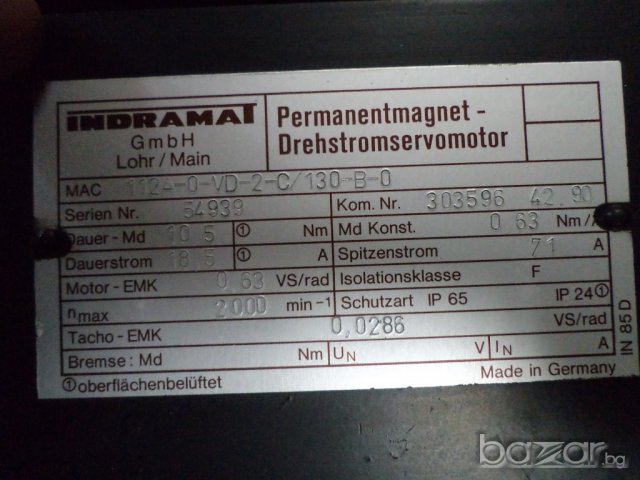 INDRAMAT
GmbH
Lohr / Main
Permanentmagnet -
Drehstromservomotor
MAC 112A-0-VD-2-C/130-B-0
Serien Nr. 54939 Kom. Nr. 303596 42.90
Dauer - Md 10 5 ① Nm Md Konst. 0 63 Nm/A
Dauerstrom 18 5 ① A Spitzenstrom 71 A
Motor - EMK 0 63 VS/rad Isolationsklasse F
nmax 2000 min -1 Schutzart IP 65 IP 24①
Tacho - EMK 0,0286 VS/rad
Bremse: Md Nm UN V IN A
①oberflächenbelüftet Made in Germany
IN 85 D
bazar.bg